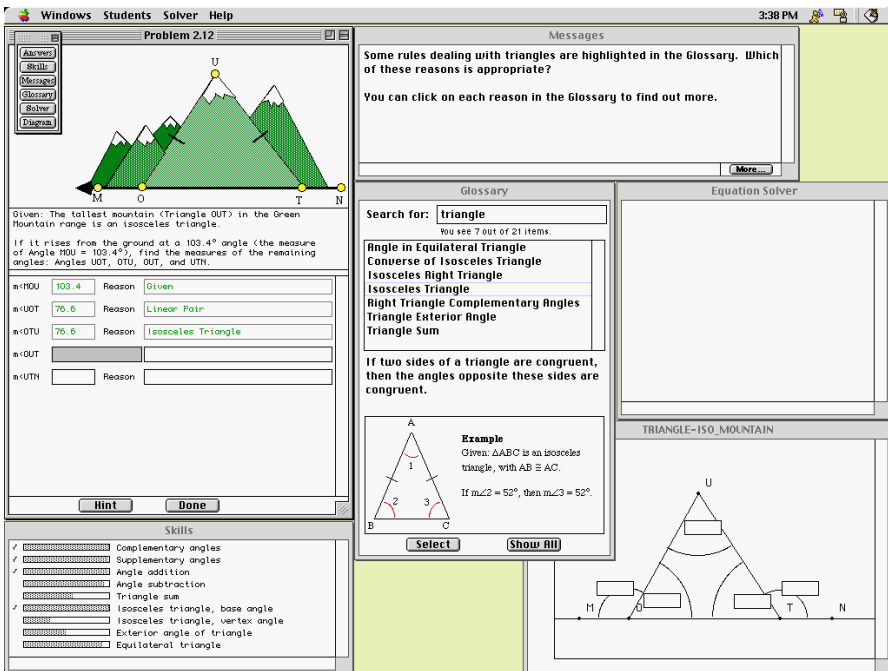 Windows Students Solver Help 3:38 PM
Problem 2.12
Answers
Skills
Messages
Glossary
Solver
Diagram
U
M O T N
Given: The tallest mountain (Triangle OUT) in the Green
Mountain range is an isosceles triangle.
If it rises from the ground at a 103.4° angle (the measure
of Angle MOU = 103.4°), find the measures of the remaining
angles: Angles UOT, OTU, OUT, and UTN.
m<MOU 103.4 Reason Given
m<UOT 76.6 Reason Linear Pair
m<OTU 76.6 Reason Isosceles Triangle
m<OUT
m<UTN Reason
Hint Done
Skills
Complementary angles
Supplementary angles
Angle addition
Angle subtraction
Triangle sum
Isosceles triangle, base angle
Isosceles triangle, vertex angle
Exterior angle of triangle
Equilateral triangle
Messages
Some rules dealing with triangles are highlighted in the Glossary. Which
of these reasons is appropriate?
You can click on each reason in the Glossary to find out more.
More...
Glossary
Search for: triangle
You see 7 out of 21 items.
Angle in Equilateral Triangle
Converse of Isosceles Triangle
Isosceles Right Triangle
Isosceles Triangle
Right Triangle Complementary Angles
Triangle Exterior Angle
Triangle Sum
If two sides of a triangle are congruent,
then the angles opposite these sides are
congruent.
A
1
2 3
B C
Example
Given: ΔABC is an isosceles
triangle, with AB ≅ AC.
If m∠2 = 52°, then m∠3 = 52°.
Select Show All
Equation Solver
TRIANGLE-ISO_MOUNTAIN
U
M O T N